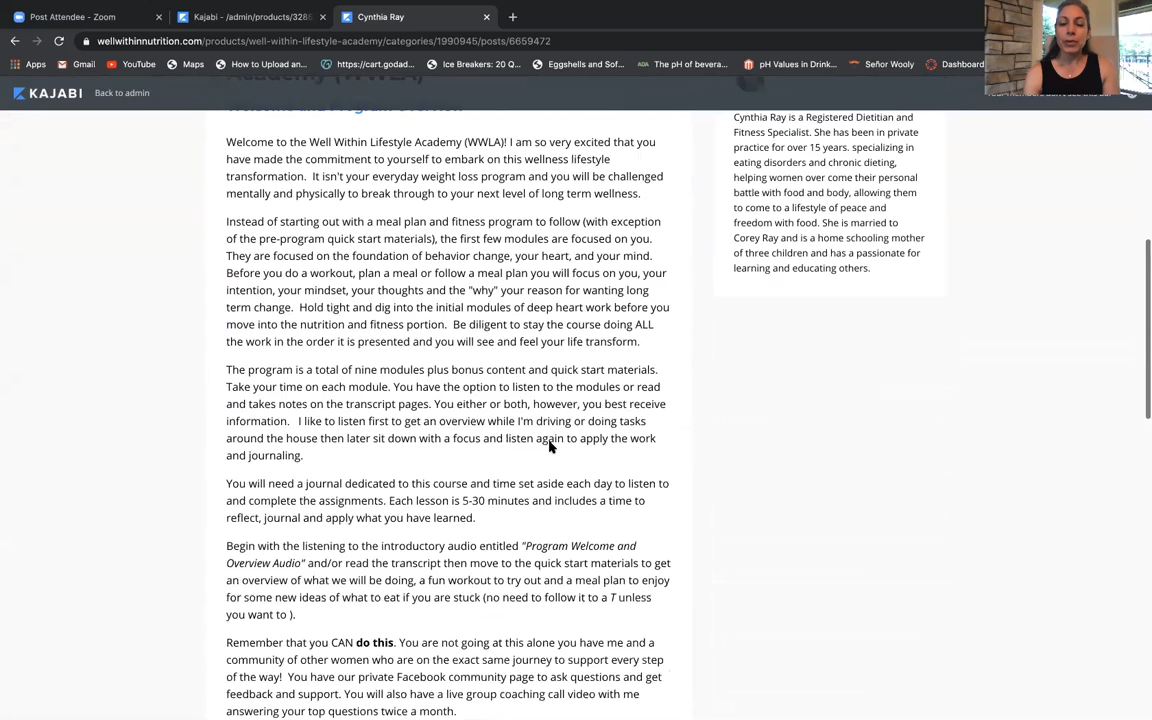 Post Attendee - Zoom
Kajabi - /admin/products/3288
Cynthia Ray
wellwithinnutrition.com/products/well-within-lifestyle-academy/categories/1990945/posts/6659472
Apps
Gmail
YouTube
Maps
How to Upload an...
https://cart.godad...
Ice Breakers: 20 Q...
Eggshells and Sof...
ADA
The pH of bevera...
pH Values in Drink...
Señor Wooly
Dashboard
KAJABI
Back to admin
Academy (WWLA)
Welcome and Program Overview
Welcome to the Well Within Lifestyle Academy (WWLA)! I am so very excited that you
have made the commitment to yourself to embark on this wellness lifestyle
transformation.  It isn't your everyday weight loss program and you will be challenged
mentally and physically to break through to your next level of long term wellness.
Instead of starting out with a meal plan and fitness program to follow (with exception
of the pre-program quick start materials), the first few modules are focused on you.
They are focused on the foundation of behavior change, your heart, and your mind.
Before you do a workout, plan a meal or follow a meal plan you will focus on you, your
intention, your mindset, your thoughts and the "why" your reason for wanting long
term change.  Hold tight and dig into the initial modules of deep heart work before you
move into the nutrition and fitness portion.  Be diligent to stay the course doing ALL
the work in the order it is presented and you will see and feel your life transform.
The program is a total of nine modules plus bonus content and quick start materials.
Take your time on each module. You have the option to listen to the modules or read
and takes notes on the transcript pages. You either or both, however, you best receive
information.   I like to listen first to get an overview while I'm driving or doing tasks
around the house then later sit down with a focus and listen again to apply the work
and journaling.
You will need a journal dedicated to this course and time set aside each day to listen to
and complete the assignments. Each lesson is 5-30 minutes and includes a time to
reflect, journal and apply what you have learned.
Begin with the listening to the introductory audio entitled "Program Welcome and
Overview Audio" and/or read the transcript then move to the quick start materials to get
an overview of what we will be doing, a fun workout to try out and a meal plan to enjoy
for some new ideas of what to eat if you are stuck (no need to follow it to a T unless
you want to ).
Remember that you CAN do this. You are not going at this alone you have me and a
community of other women who are on the exact same journey to support every step
of the way!  You have our private Facebook community page to ask questions and get
feedback and support. You will also have a live group coaching call video with me
answering your top questions twice a month.
Cynthia Ray is a Registered Dietitian and
Fitness Specialist. She has been in private
practice for over 15 years. specializing in
eating disorders and chronic dieting,
helping women over come their personal
battle with food and body, allowing them
to come to a lifestyle of peace and
freedom with food. She is married to
Corey Ray and is a home schooling mother
of three children and has a passionate for
learning and educating others.